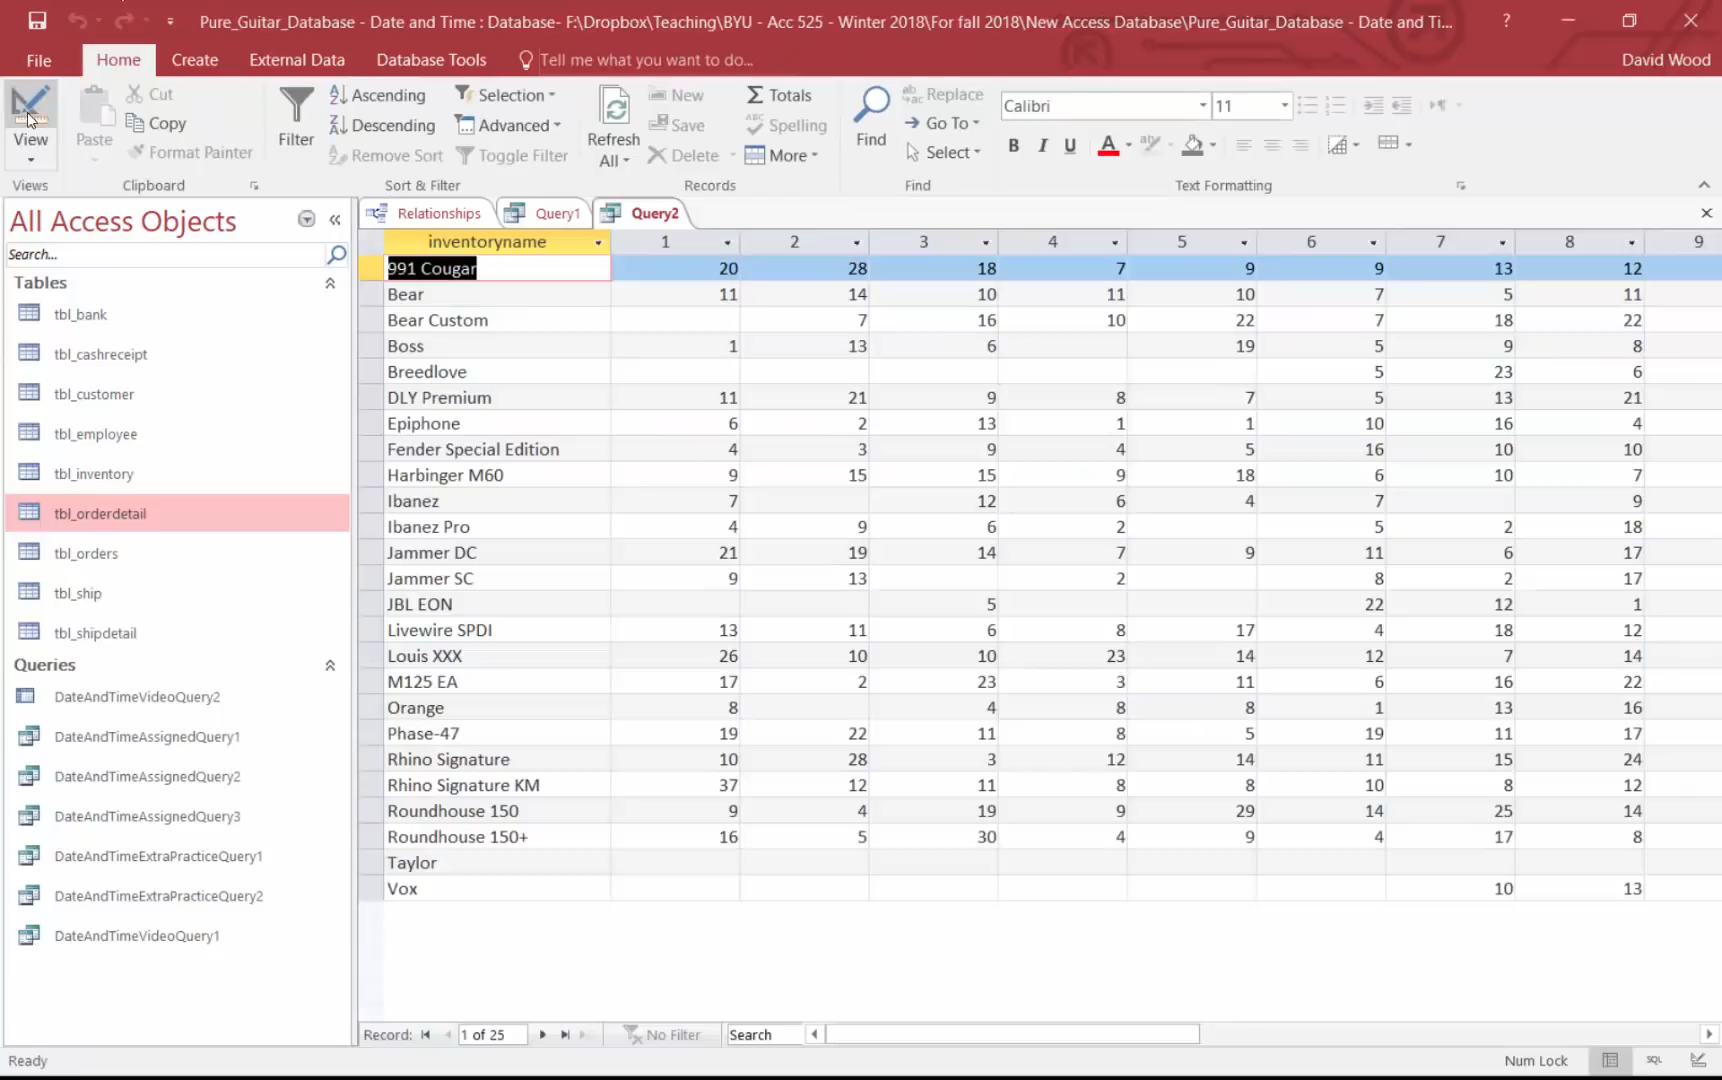 Pure_Guitar_Database - Date and Time : Database- F:\Dropbox\Teaching\BYU - Acc 525 - Winter 2018\For fall 2018\New Access Database\Pure_Guitar_Database - Date and Ti... ?
File Home Create External Data Database Tools Tell me what you want to do... David Wood
View Paste Cut Copy Format Painter
Filter Ascending Descending Remove Sort Selection Advanced Toggle Filter
Refresh All New Save Delete Totals Spelling More
Find Replace Go To Select
Calibri 11
B I U A
Views Clipboard Sort & Filter Records Find Text Formatting
All Access Objects
Search...
Tables
tbl_bank
tbl_cashreceipt
tbl_customer
tbl_employee
tbl_inventory
tbl_orderdetail
tbl_orders
tbl_ship
tbl_shipdetail
Queries
DateAndTimeVideoQuery2
DateAndTimeAssignedQuery1
DateAndTimeAssignedQuery2
DateAndTimeAssignedQuery3
DateAndTimeExtraPracticeQuery1
DateAndTimeExtraPracticeQuery2
DateAndTimeVideoQuery1
Relationships Query1 Query2
inventoryname 1 2 3 4 5 6 7 8 9
991 Cougar 20 28 18 7 9 9 13 12
Bear 11 14 10 11 10 7 5 11
Bear Custom 7 16 10 22 7 18 22
Boss 1 13 6 19 5 9 8
Breedlove 5 23 6
DLY Premium 11 21 9 8 7 5 13 21
Epiphone 6 2 13 1 1 10 16 4
Fender Special Edition 4 3 9 4 5 16 10 10
Harbinger M60 9 15 15 9 18 6 10 7
Ibanez 7 12 6 4 7 9
Ibanez Pro 4 9 6 2 5 2 18
Jammer DC 21 19 14 7 9 11 6 17
Jammer SC 9 13 2 8 2 17
JBL EON 5 22 12 1
Livewire SPDI 13 11 6 8 17 4 18 12
Louis XXX 26 10 10 23 14 12 7 14
M125 EA 17 2 23 3 11 6 16 22
Orange 8 4 8 8 1 13 16
Phase-47 19 22 11 8 5 19 11 17
Rhino Signature 10 28 3 12 14 11 15 24
Rhino Signature KM 37 12 11 8 8 10 8 12
Roundhouse 150 9 4 19 9 29 14 25 14
Roundhouse 150+ 16 5 30 4 9 4 17 8
Taylor
Vox 10 13
Record: 1 of 25 No Filter Search
Ready Num Lock SQL